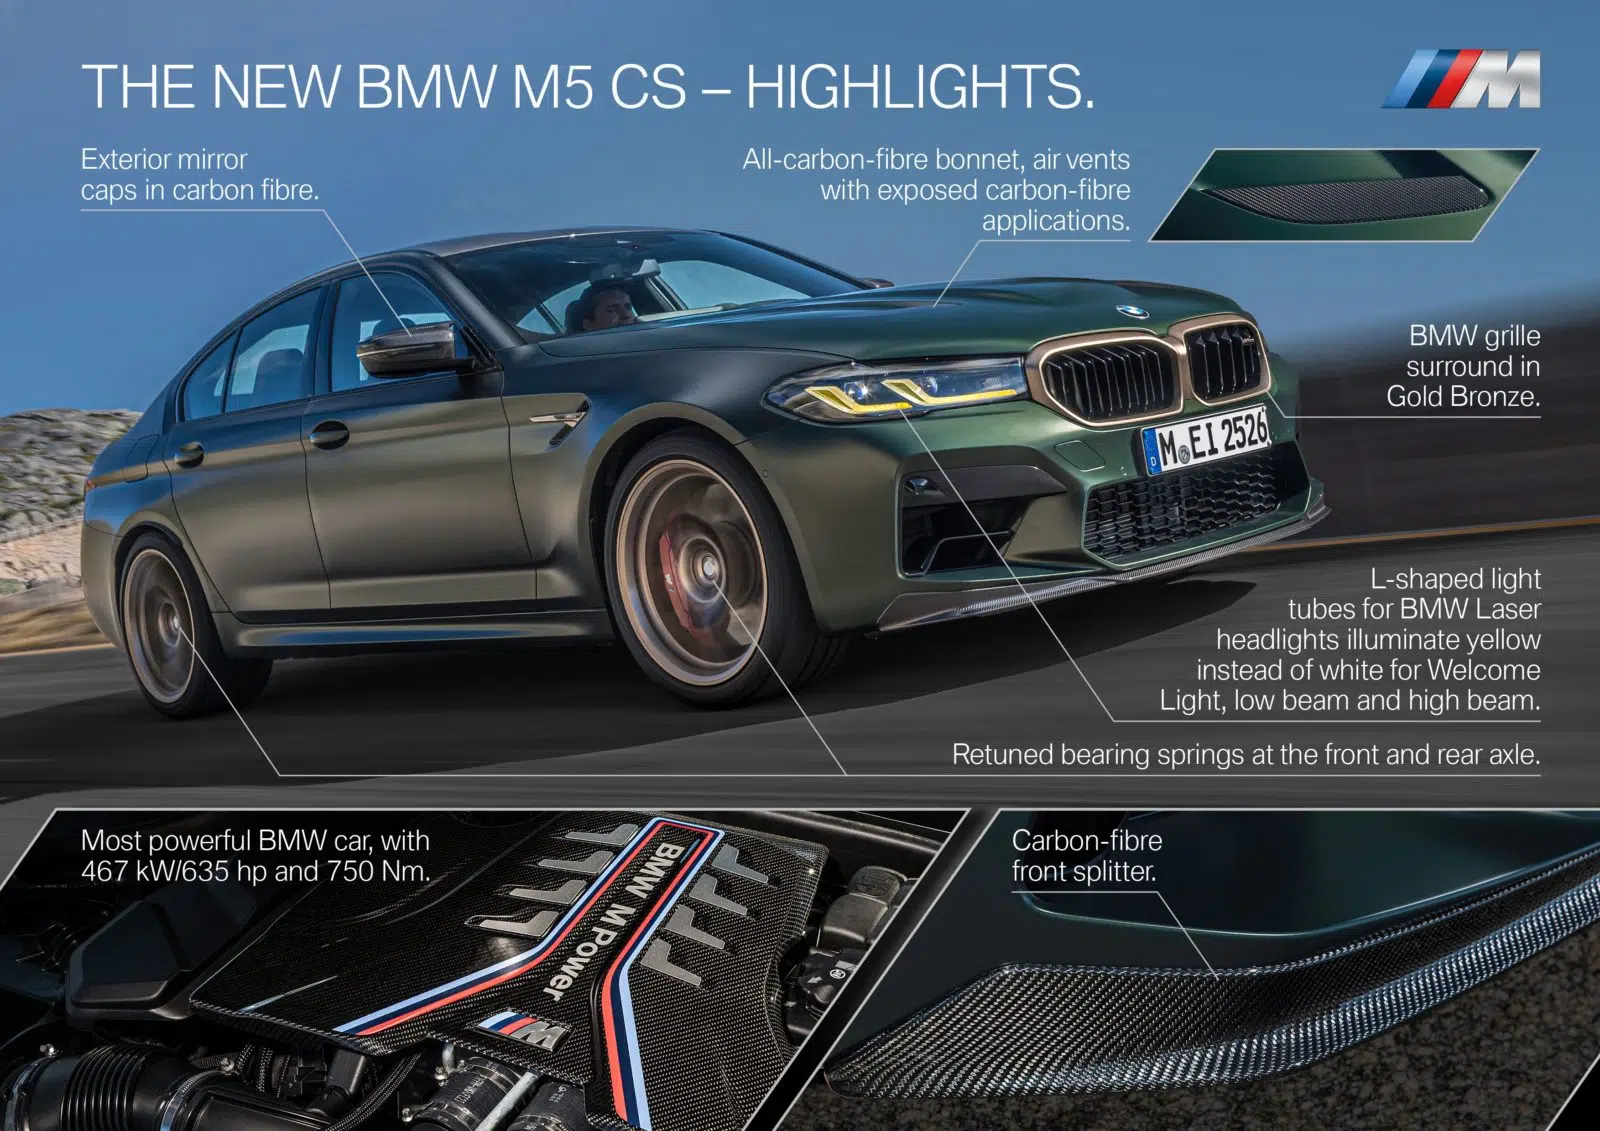 THE NEW BMW M5 CS – HIGHLIGHTS.
M
Exterior mirror
caps in carbon fibre.
All-carbon-fibre bonnet, air vents
with exposed carbon-fibre
applications.
BMW grille
surround in
Gold Bronze.
M EI 2526
D
L-shaped light
tubes for BMW Laser
headlights illuminate yellow
instead of white for Welcome
Light, low beam and high beam.
Retuned bearing springs at the front and rear axle.
Most powerful BMW car, with
467 kW/635 hp and 750 Nm.
BMW M Power
M
Carbon-fibre
front splitter.